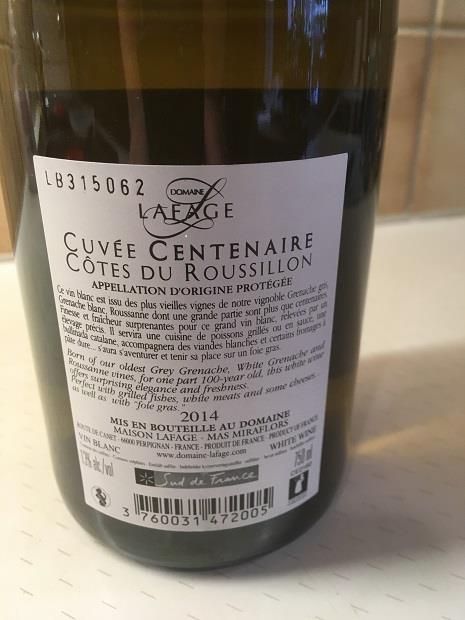 LB315062
DOMAINE
LAFAGE
CUVÉE CENTENAIRE
CÔTES DU ROUSSILLON
APPELLATION D'ORIGINE PROTÉGÉE
Ce vin blanc est issu des plus vieilles vignes de notre vignoble Grenache gris,
Grenache blanc, Roussanne dont une grande partie sont plus que centenaires.
Finesse et fraîcheur surprenantes pour ce grand vin blanc, relevées par un
élevage précis. Il servira une cuisine de poissons grillés ou en sauce, une
bullinada catalane, accompagnera des viandes blanches et certains fromages à
pâte dure... s'aura s'aventurer et tenir sa place sur un foie gras.
Born of our oldest Grey Grenache, White Grenache and
Roussanne vines, for one part 100-year old, this white wine
offers surprising elegance and freshness.
Perfect with grilled fishes, white meats and some cheeses,
as well as with "foie gras."
2014
MIS EN BOUTEILLE AU DOMAINE
MAISON LAFAGE - MAS MIRAFLORS
ROUTE DE CANET - 66000 PERPIGNAN - FRANCE - PRODUIT DE FRANCE - PRODUCT OF FRANCE
VIN BLANC www.domaine-lafage.com WHITE WINE
13% alc./vol 750 ml
Sud de France
3 760031 472005